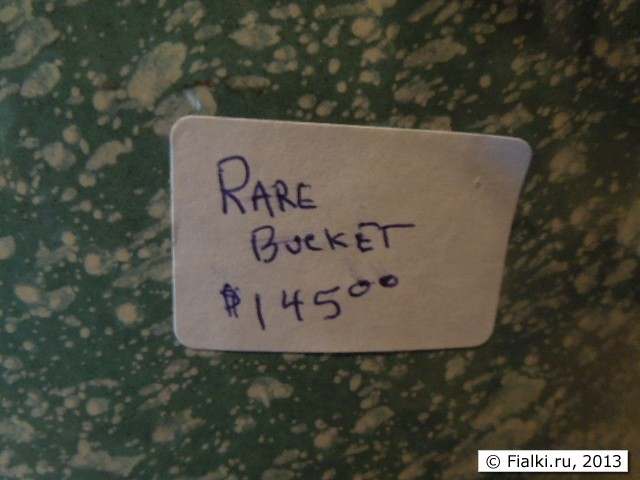 RARE
BUCKET
$145⁰⁰
© Fialki.ru, 2013